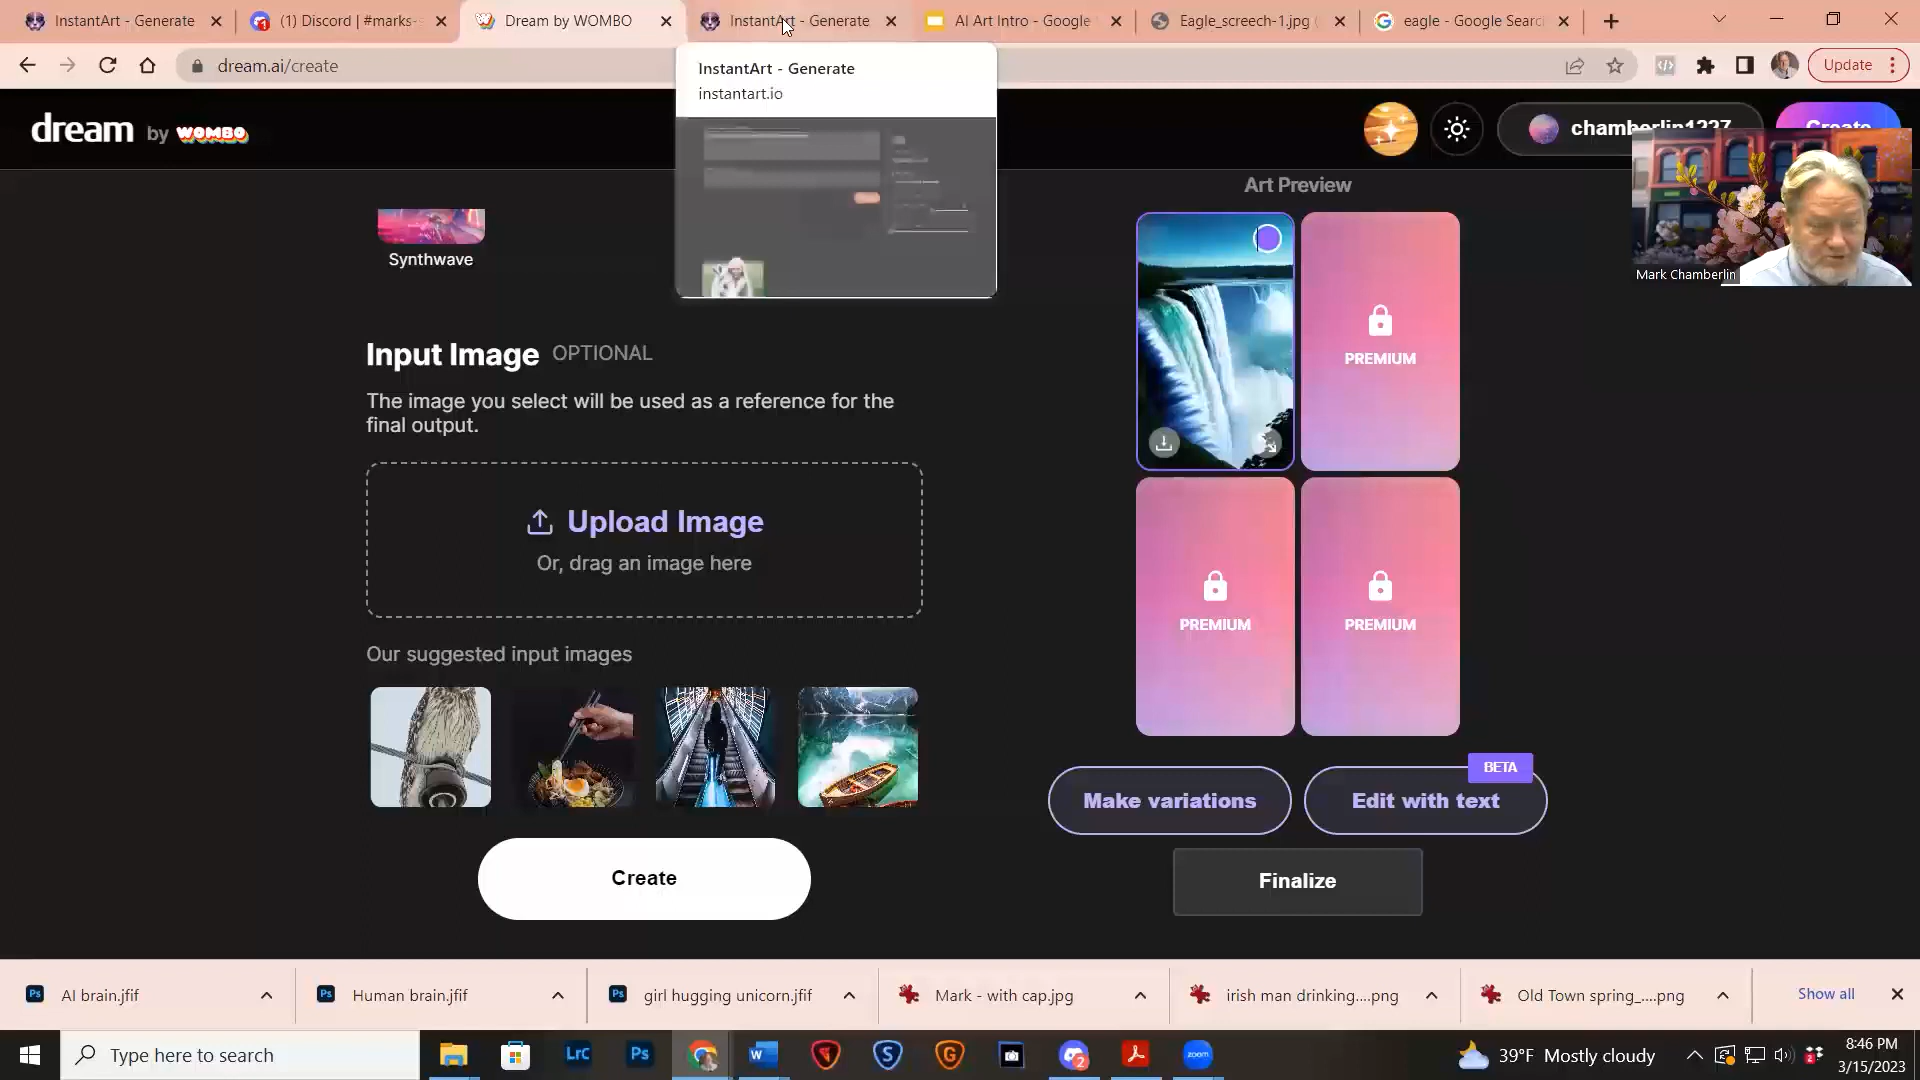 InstantArt - Generate
(1) Discord | #marks-
Dream by WOMBO
InstantArt - Generate
AI Art Intro - Google
Eagle_screech-1.jpg (
eagle - Google Search
dream.ai/create
Update
InstantArt - Generate
instantart.io
dream by WOMBO
chamberlin1227
Create
Art Preview
Mark Chamberlin
Synthwave
PREMIUM
Input Image OPTIONAL
The image you select will be used as a reference for the
final output.
Upload Image
Or, drag an image here
PREMIUM
PREMIUM
Our suggested input images
BETA
Make variations
Edit with text
Create
Finalize
AI brain.jfif
Human brain.jfif
girl hugging unicorn.jfif
Mark - with cap.jpg
irish man drinking....png
Old Town spring_....png
Show all
Type here to search
LrC
Ps
zoom
39°F Mostly cloudy
8:46 PM
3/15/2023